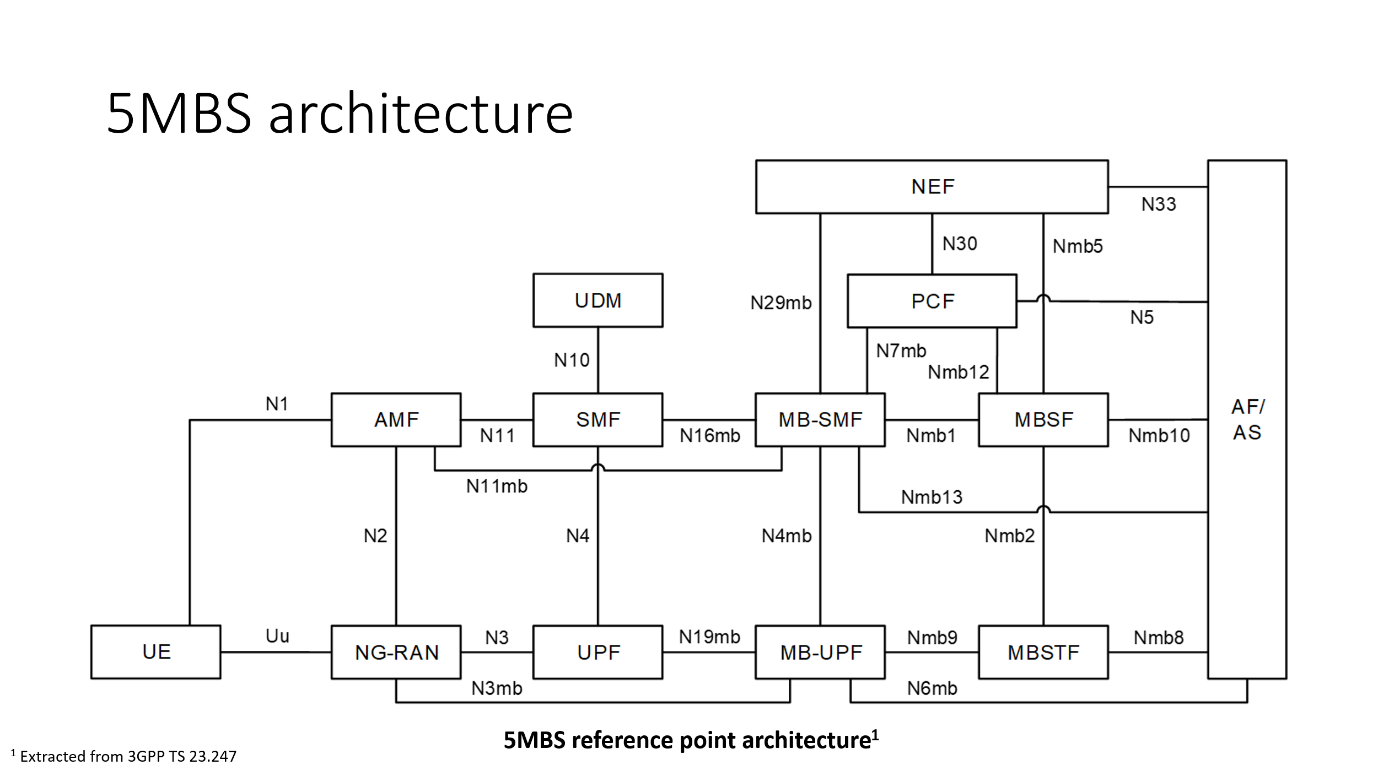 5MBS architecture
NEF
N33
N30
Nmb5
UDM
PCF
N29mb
N5
N10
N7mb
Nmb12
N1
AMF
SMF
MB-SMF
MBSF
AF/
AS
N11
N16mb
Nmb1
Nmb10
N11mb
Nmb13
N2
N4
N4mb
Nmb2
UE
Uu
NG-RAN
N3
UPF
N19mb
MB-UPF
Nmb9
MBSTF
Nmb8
N3mb
N6mb
5MBS reference point architecture¹
¹ Extracted from 3GPP TS 23.247